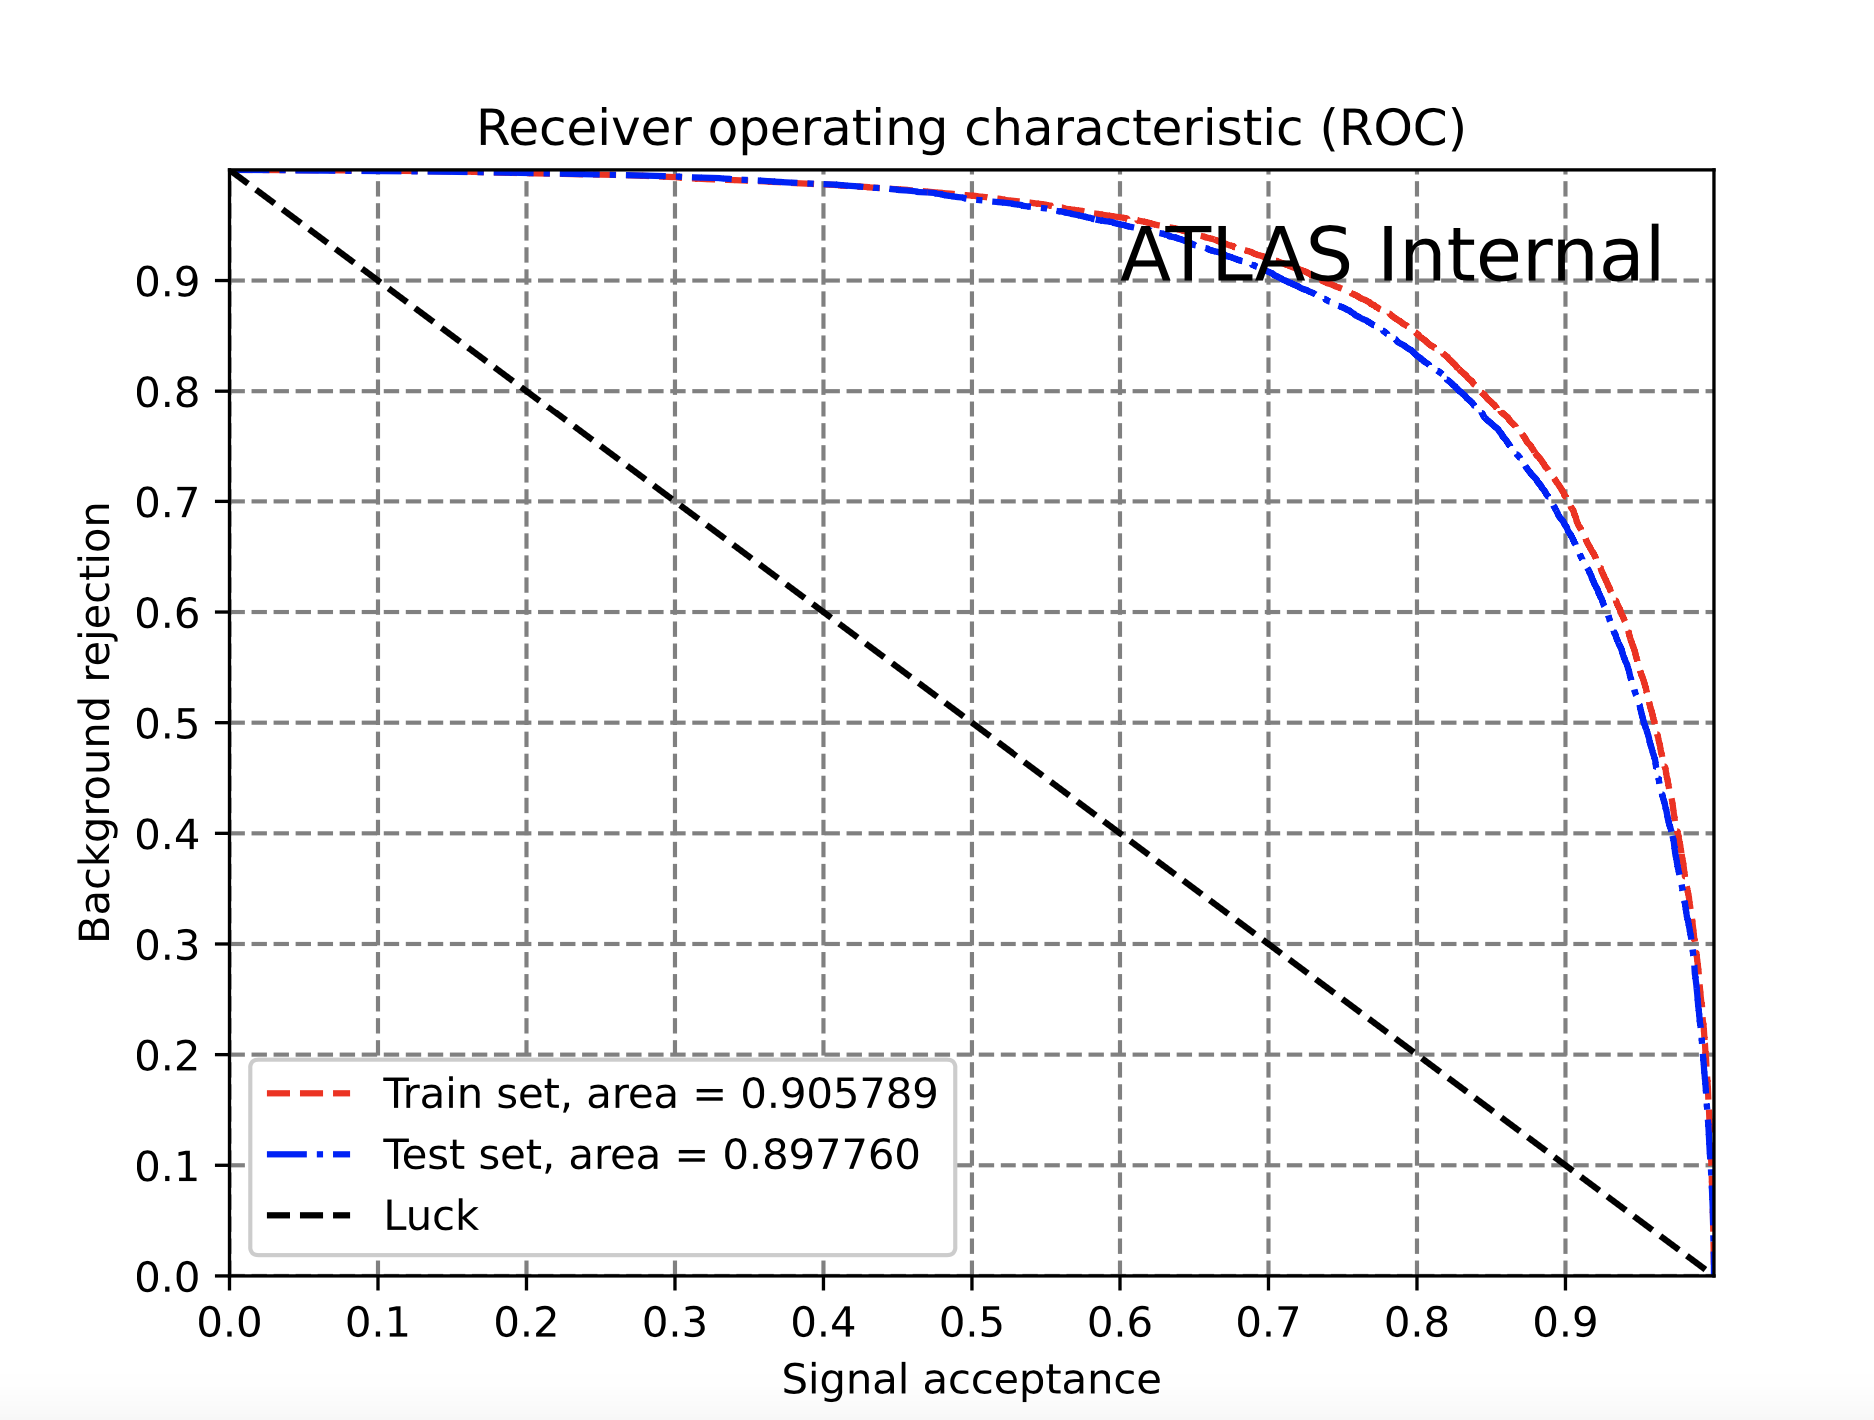 Receiver operating characteristic (ROC)
ATLAS Internal
0.9
0.8
0.7
0.6
0.5
0.4
0.3
0.2
0.1
0.0
Background rejection
Train set, area = 0.905789
Test set, area = 0.897760
Luck
0.0 0.1 0.2 0.3 0.4 0.5 0.6 0.7 0.8 0.9
Signal acceptance